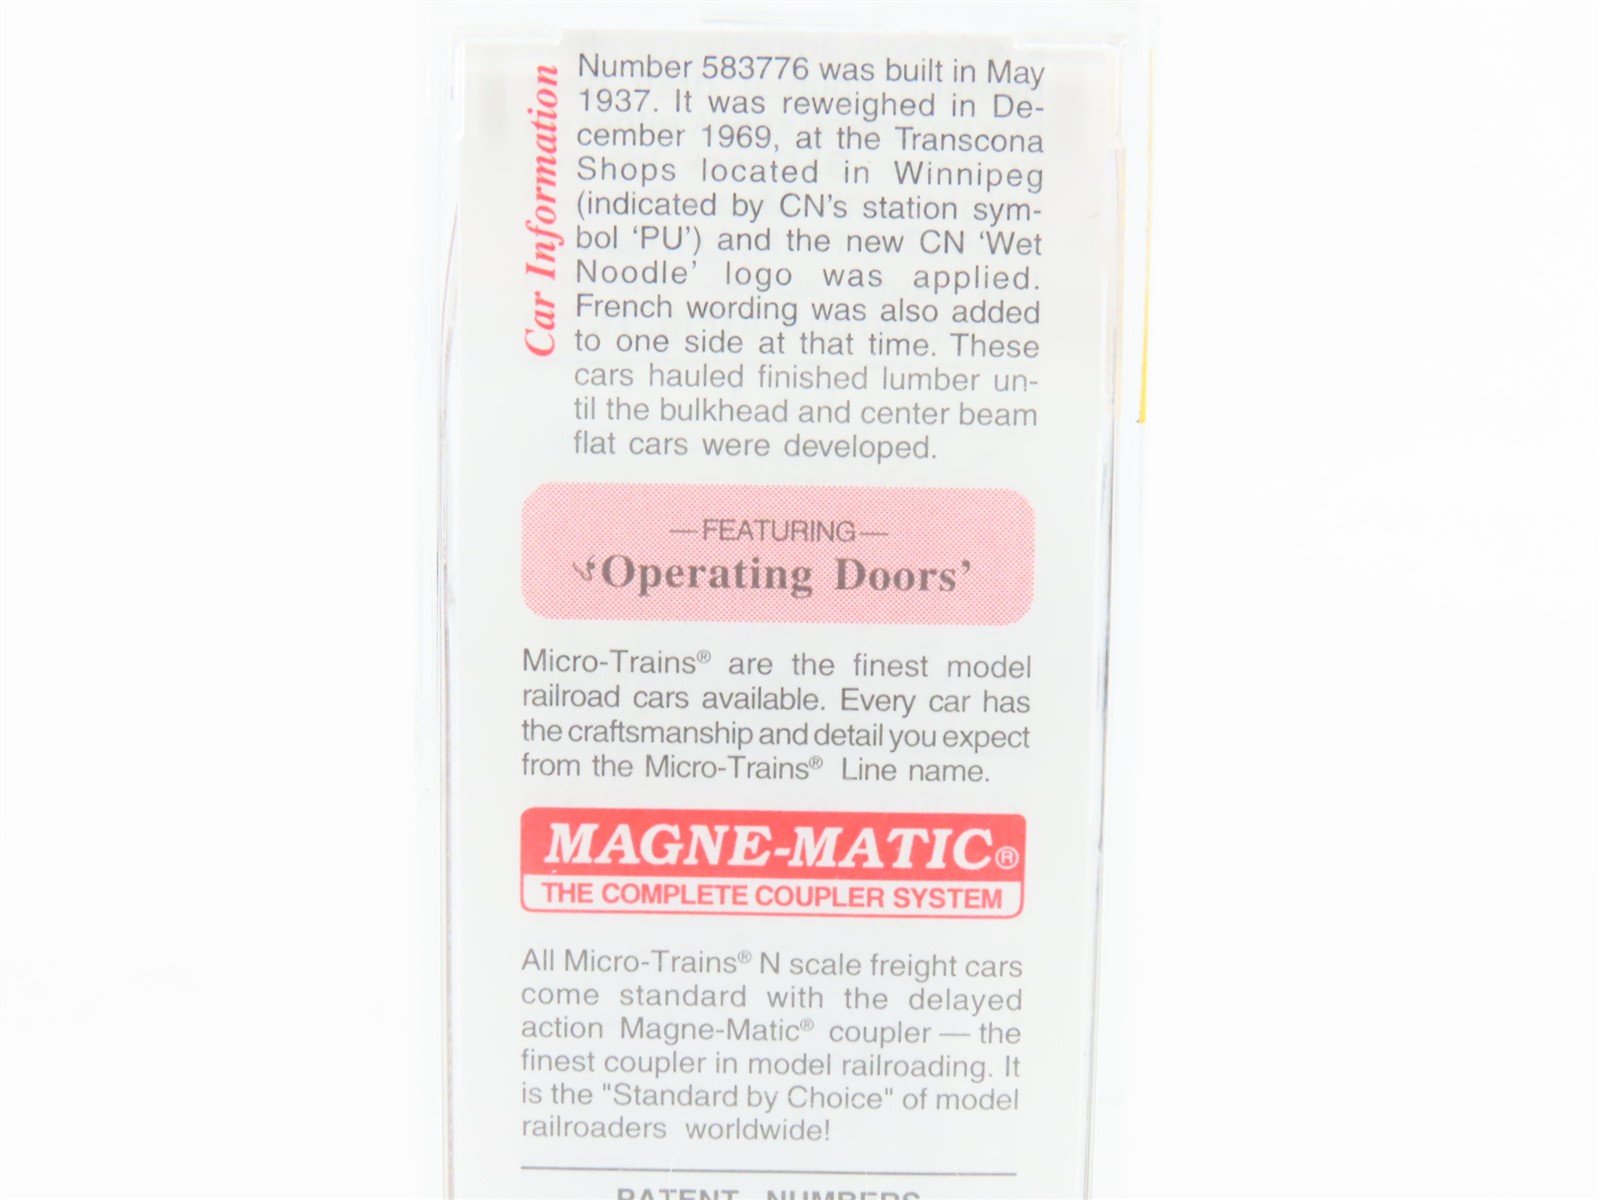 Car Information
Number 583776 was built in May
1937. It was reweighed in De-
cember 1969, at the Transcona
Shops located in Winnipeg
(indicated by CN's station sym-
bol ‘PU’) and the new CN ‘Wet
Noodle’ logo was applied.
French wording was also added
to one side at that time. These
cars hauled finished lumber un-
til the bulkhead and center beam
flat cars were developed.
—FEATURING—
‘Operating Doors’
Micro-Trains® are the finest model
railroad cars available. Every car has
the craftsmanship and detail you expect
from the Micro-Trains® Line name.
MAGNE-MATIC®
THE COMPLETE COUPLER SYSTEM
All Micro-Trains® N scale freight cars
come standard with the delayed
action Magne-Matic® coupler — the
finest coupler in model railroading. It
is the "Standard by Choice" of model
railroaders worldwide!
PATENT NUMBERS